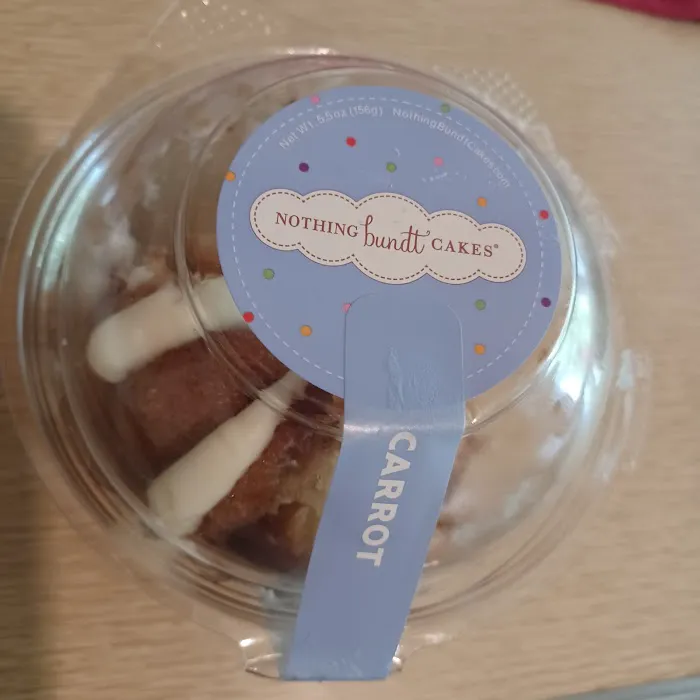 Net Wt. 5.5oz (156g) NothingBundtCakes.com
NOTHING bundt CAKES®
CARROT